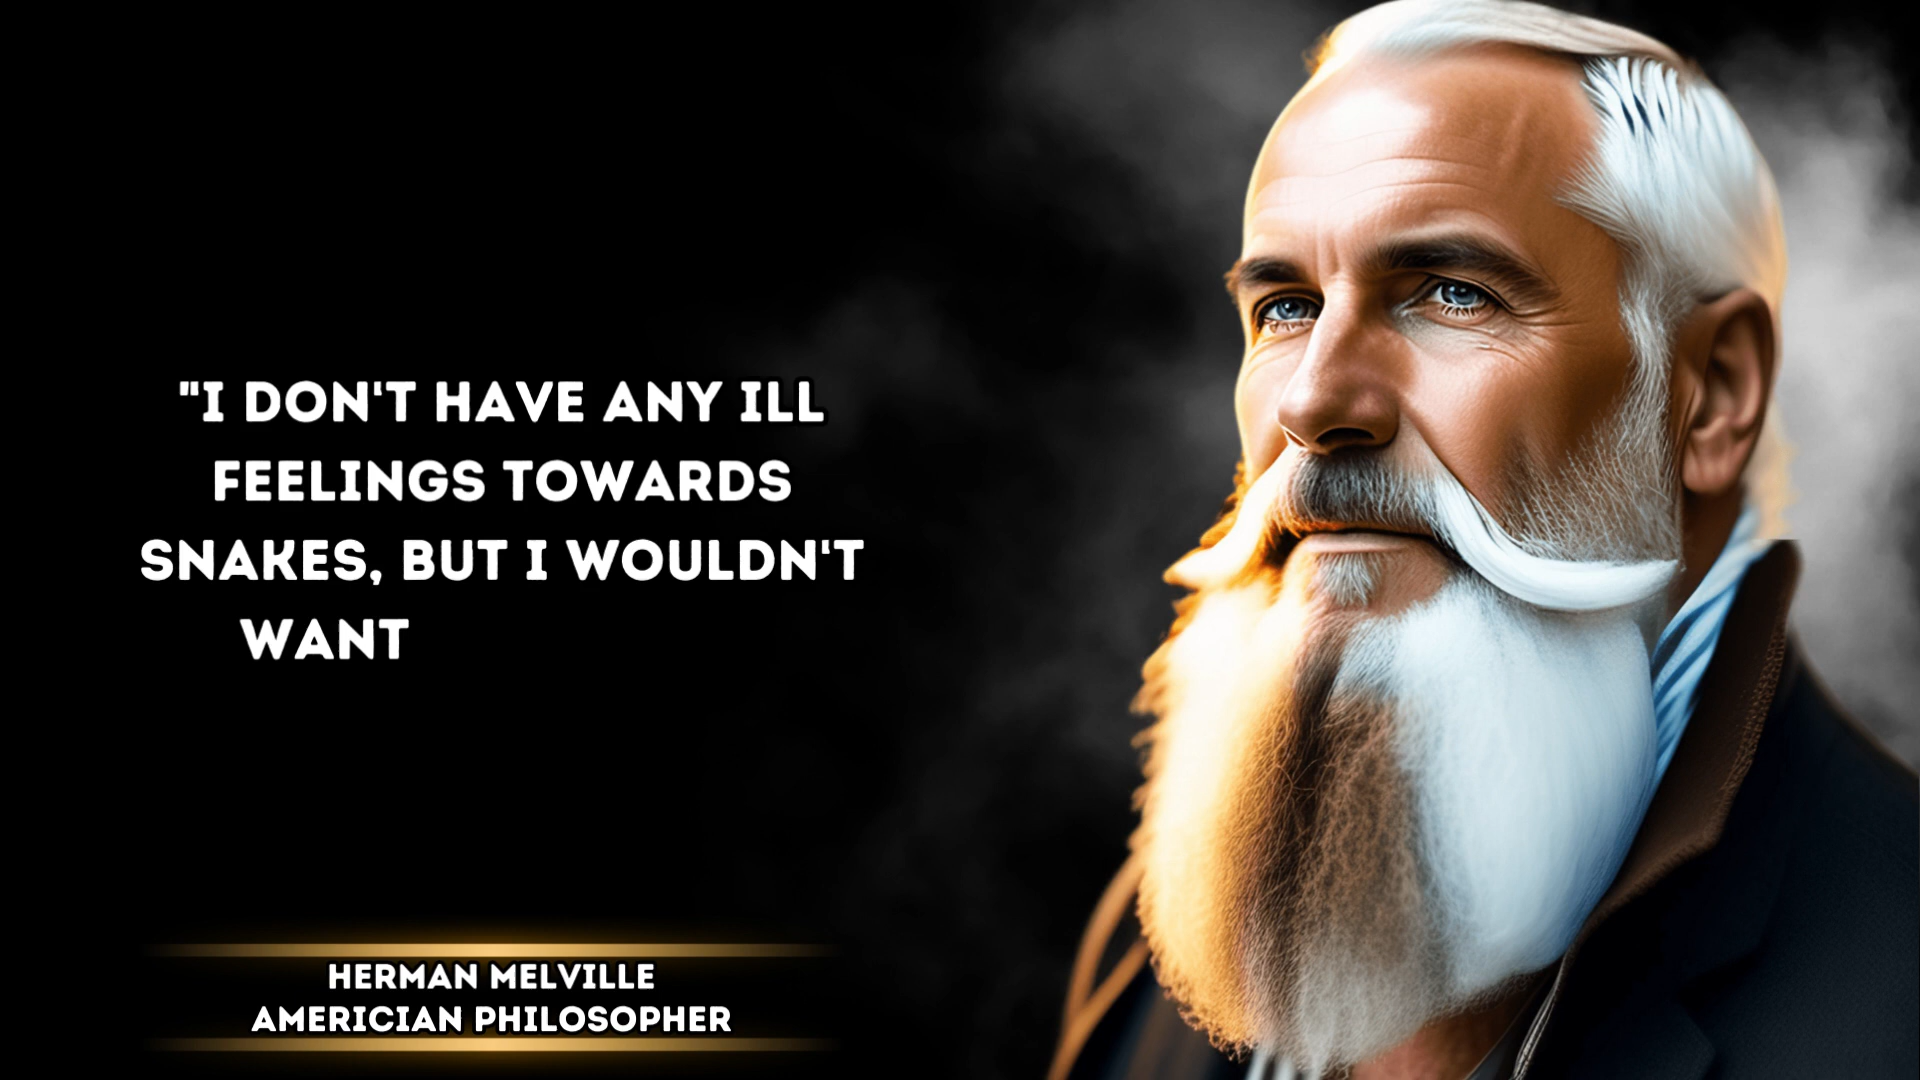 "I DON'T HAVE ANY ILL
FEELINGS TOWARDS
SNAKES, BUT I WOULDN'T
WANT
HERMAN MELVILLE
AMERICIAN PHILOSOPHER